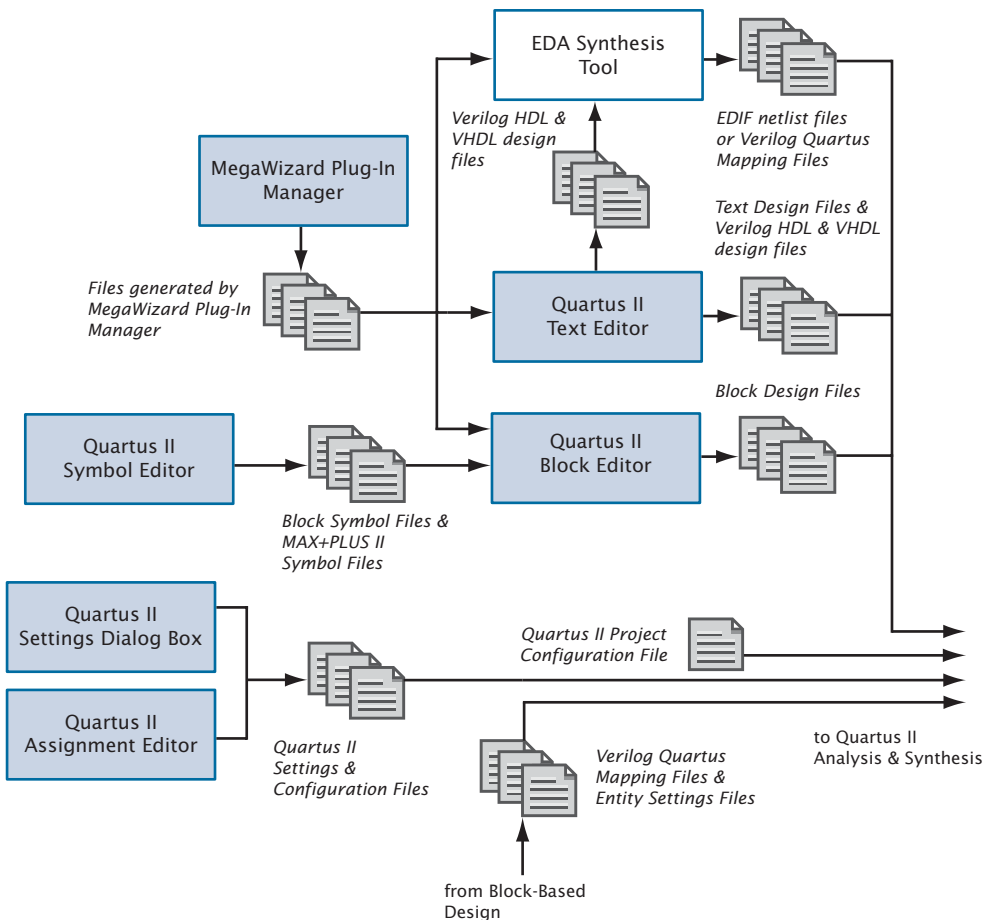 EDA Synthesis
Tool
Verilog HDL &
VHDL design
files
EDIF netlist files
or Verilog Quartus
Mapping Files
MegaWizard Plug-In
Manager
Text Design Files &
Verilog HDL & VHDL
design files
Files generated by
MegaWizard Plug-In
Manager
Quartus II
Text Editor
Block Design Files
Quartus II
Symbol Editor
Quartus II
Block Editor
Block Symbol Files &
MAX+PLUS II
Symbol Files
Quartus II
Settings Dialog Box
Quartus II Project
Configuration File
Quartus II
Assignment Editor
Quartus II
Settings &
Configuration Files
Verilog Quartus
Mapping Files &
Entity Settings Files
to Quartus II
Analysis & Synthesis
from Block-Based
Design